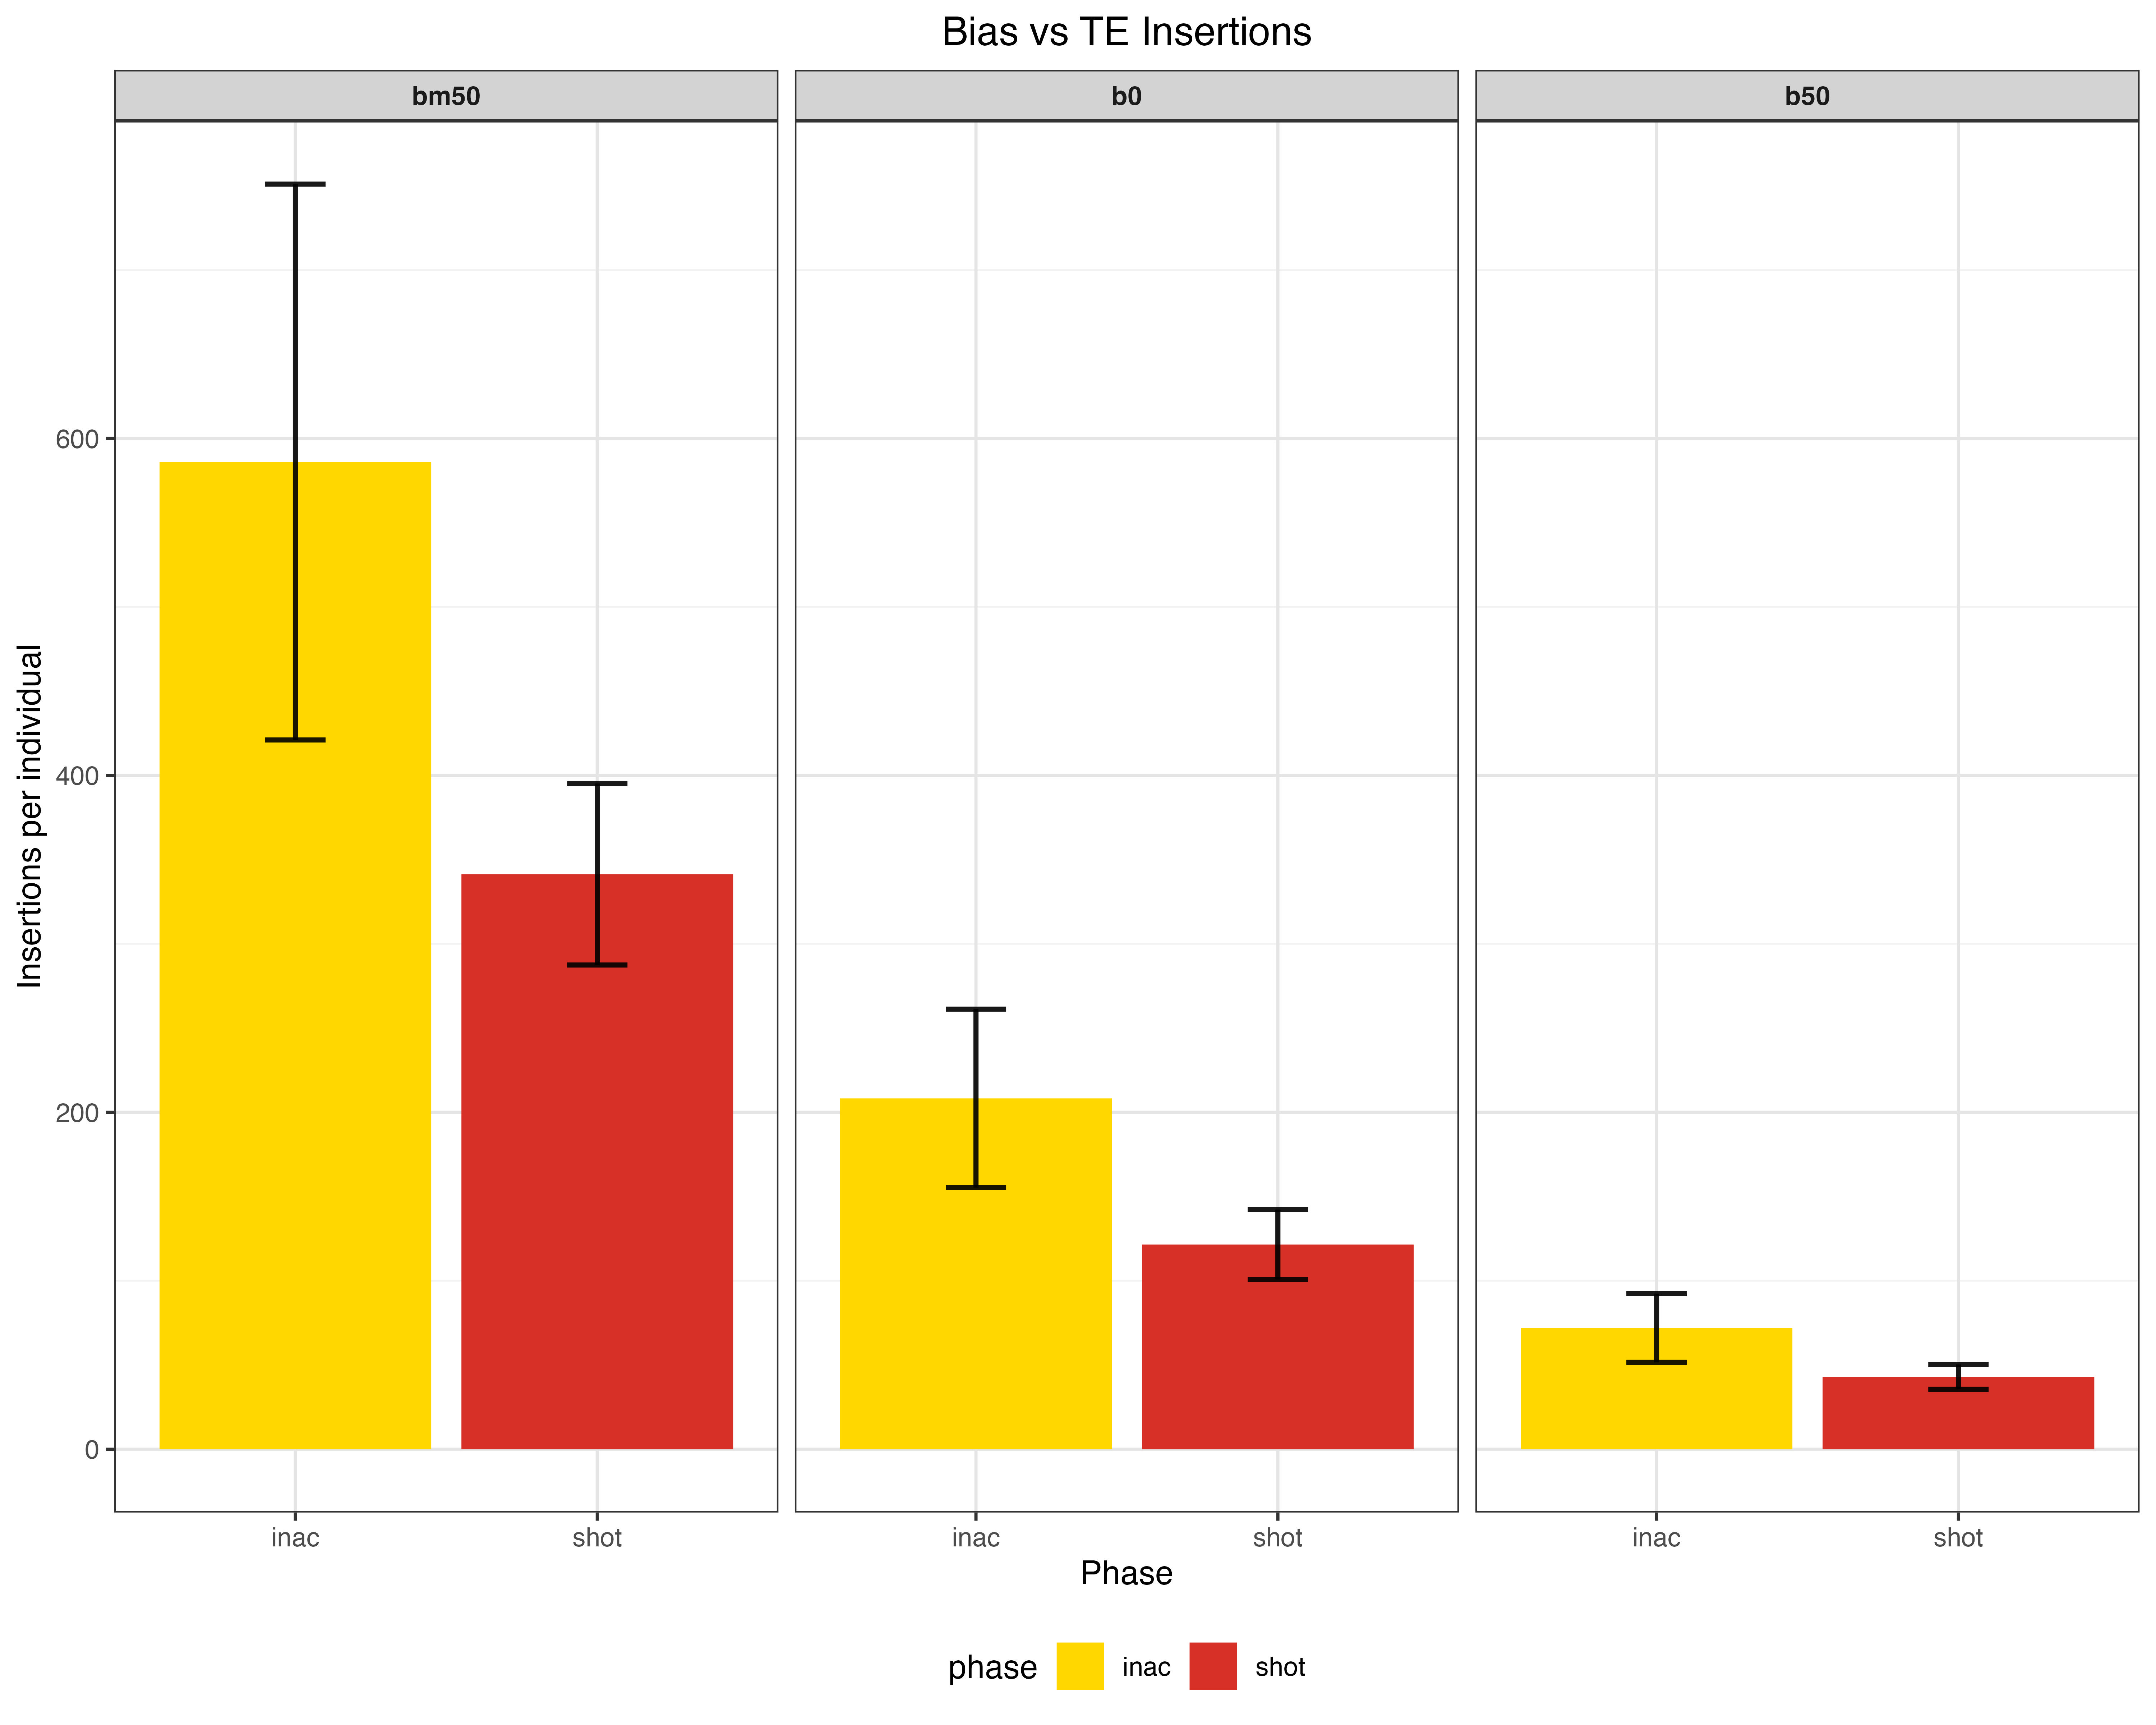 Bias vs TE Insertions
bm50 b0 b50
Insertions per individual
600
400
200
0
inac shot inac shot inac shot
Phase
phase inac shot